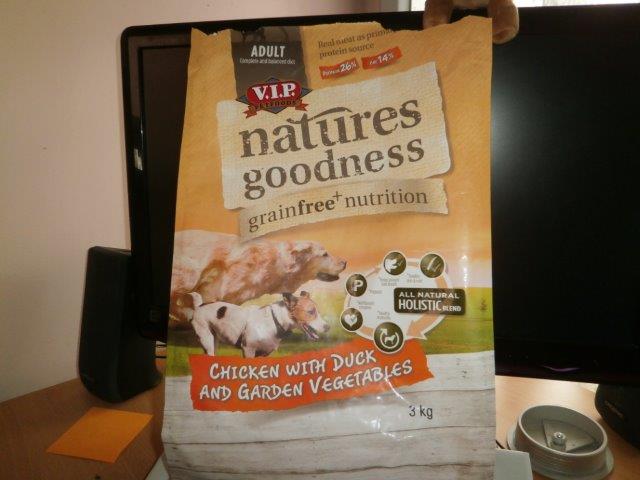 ADULT
Complete and balanced diet
Real meat as primary
protein source
Protein 26%
Fat 14%
V.I.P.
PETFOODS
natures
goodness
grainfree+ nutrition
P
ALL NATURAL
HOLISTIC BLEND
CHICKEN WITH DUCK
AND GARDEN VEGETABLES
3 kg